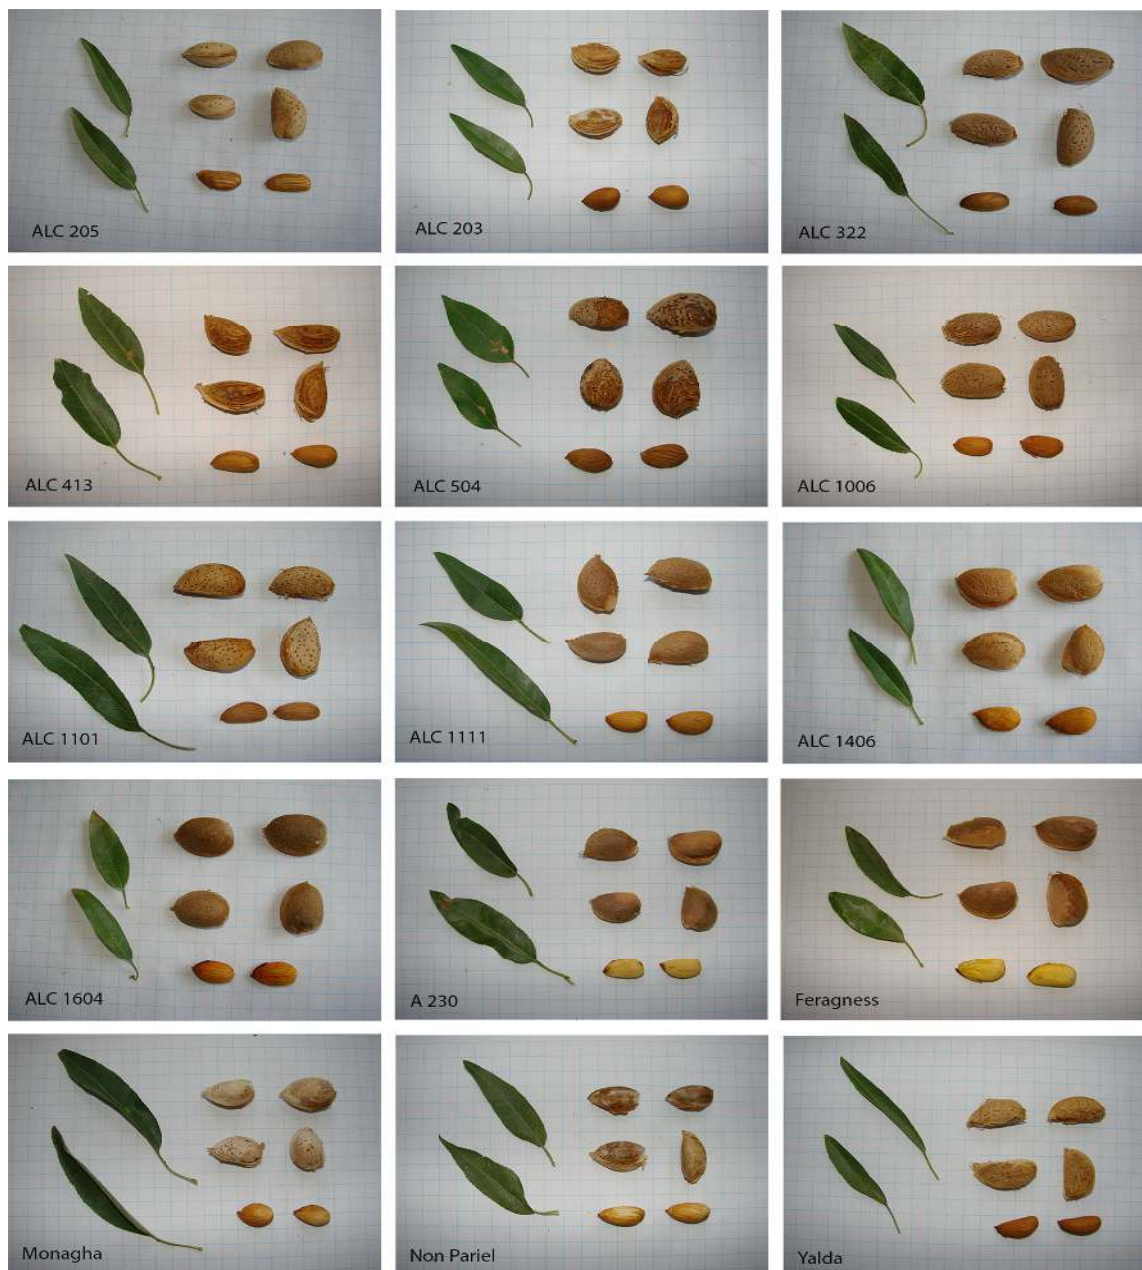 ALC 205
ALC 203
ALC 322
ALC 413
ALC 504
ALC 1006
ALC 1101
ALC 1111
ALC 1406
ALC 1604
A 230
Feragness
Monagha
Non Pariel
Yalda